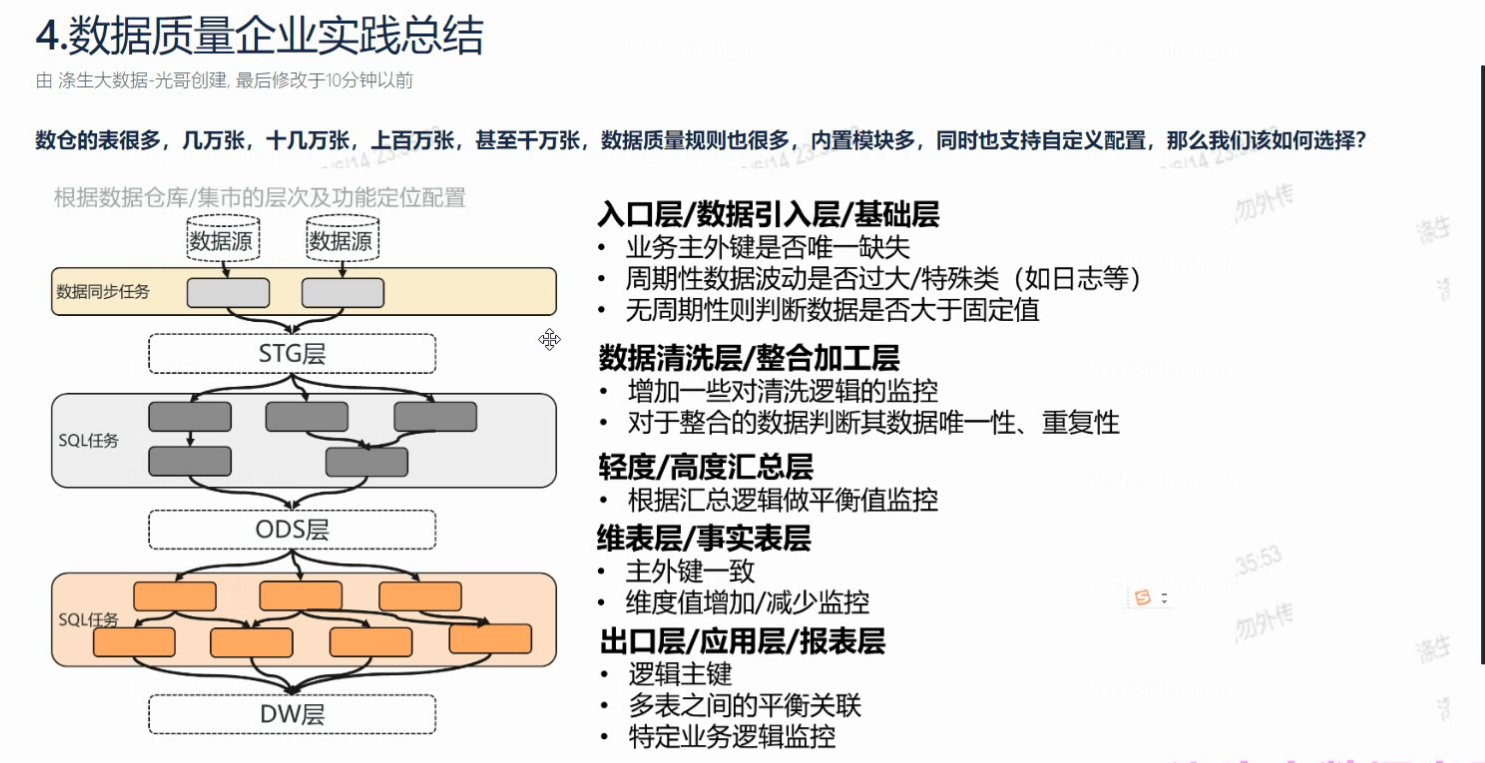 4.数据质量企业实践总结
由 涤生大数据-光哥创建, 最后修改于10分钟以前
数仓的表很多，几万张，十几万张，上百万张，甚至千万张，数据质量规则也很多，内置模块多，同时也支持自定义配置，那么我们该如何选择？
根据数据仓库/集市的层次及功能定位配置
数据源 数据源
数据同步任务
STG层
SQL任务
ODS层
SQL任务
DW层
入口层/数据引入层/基础层
• 业务主外键是否唯一缺失
• 周期性数据波动是否过大/特殊类（如日志等）
• 无周期性则判断数据是否大于固定值
数据清洗层/整合加工层
• 增加一些对清洗逻辑的监控
• 对于整合的数据判断其数据唯一性、重复性
轻度/高度汇总层
• 根据汇总逻辑做平衡值监控
维表层/事实表层
• 主外键一致
• 维度值增加/减少监控
出口层/应用层/报表层
• 逻辑主键
• 多表之间的平衡关联
• 特定业务逻辑监控
勿外传
涤生
35:53
勿外传
涤生